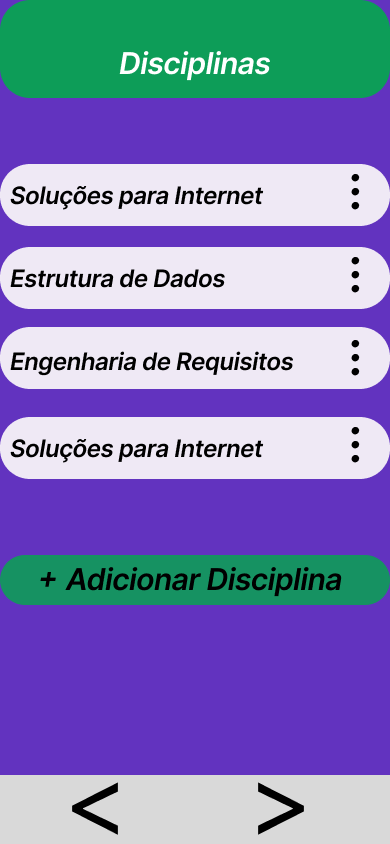 Disciplinas
Soluções para Internet
Estrutura de Dados
Engenharia de Requisitos
Soluções para Internet
+ Adicionar Disciplina
< >